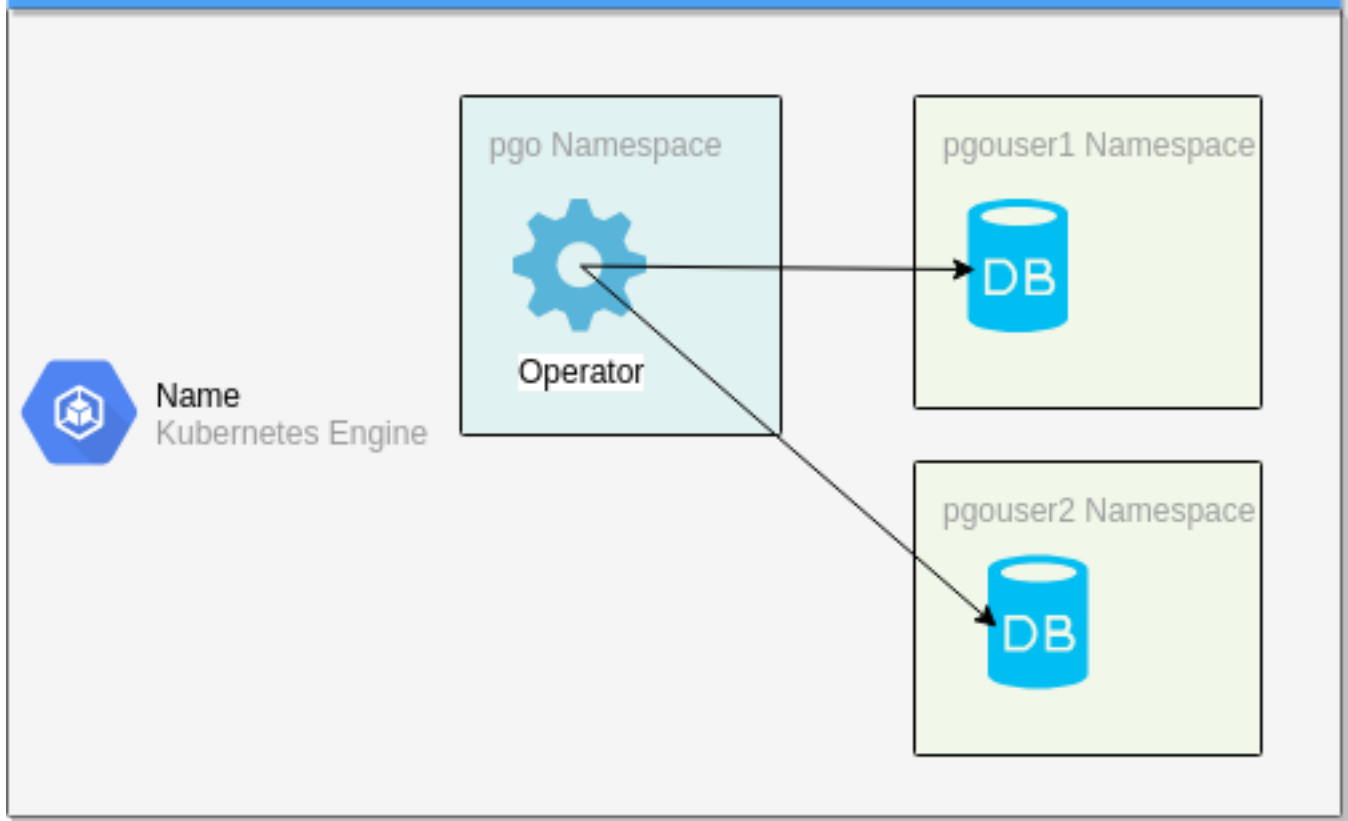 pgo Namespace
Operator
pgouser1 Namespace
DB
Name
Kubernetes Engine
pgouser2 Namespace
DB